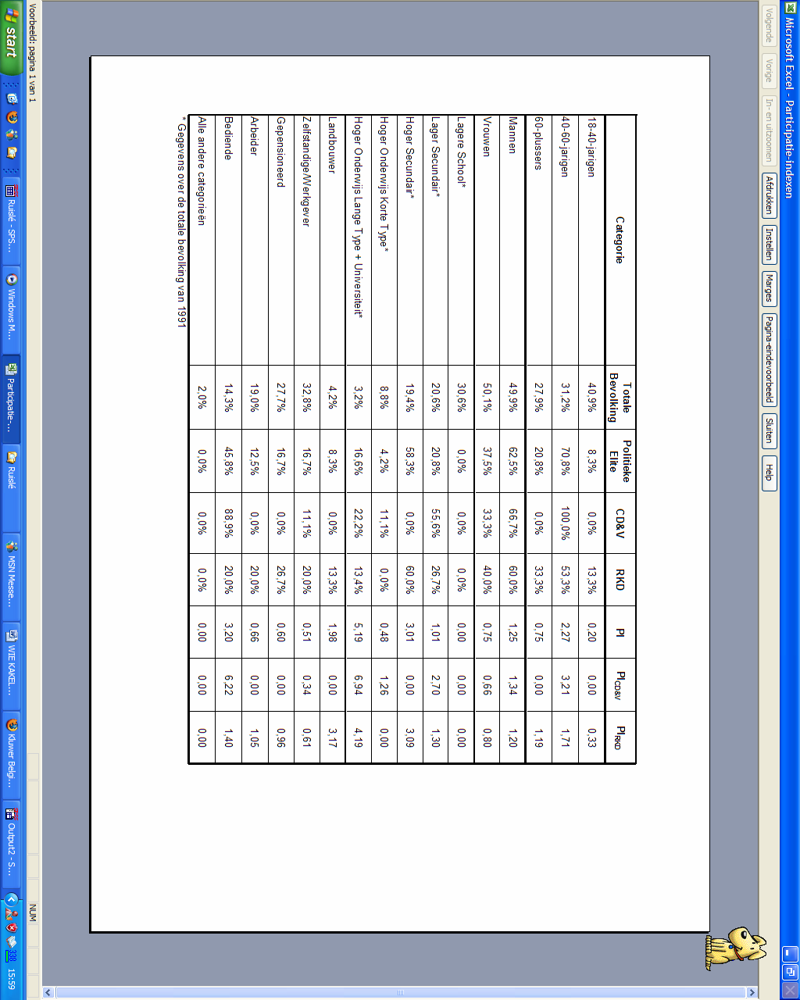 Microsoft Excel - Participatie-indexen
Volgende Vorige In- en uitzoomen Afdrukken Instellen Marges Pagina-eindevoorbeeld Sluiten Help
Categorie Totale Bevolking Politieke Elite CD&V RKD PI PICD&V PIRKD
18-40-jarigen 40,9% 8,3% 0,0% 13,3% 0,20 0,00 0,33
40-60-jarigen 31,2% 70,8% 100,0% 53,3% 2,27 3,21 1,71
60-plussers 27,9% 20,8% 0,0% 33,3% 0,75 0,00 1,19
Mannen 49,9% 62,5% 66,7% 60,0% 1,25 1,34 1,20
Vrouwen 50,1% 37,5% 33,3% 40,0% 0,75 0,66 0,80
Lagere School* 30,6% 0,0% 0,0% 0,0% 0,00 0,00 0,00
Lager Secundair* 20,6% 20,8% 55,6% 26,7% 1,01 2,70 1,30
Hoger Secundair* 19,4% 58,3% 0,0% 60,0% 3,01 0,00 3,09
Hoger Onderwijs Korte Type* 8,8% 4,2% 11,1% 0,0% 0,48 1,26 0,00
Hoger Onderwijs Lange Type + Universiteit* 3,2% 16,6% 22,2% 13,4% 5,19 6,94 4,19
Landbouwer 4,2% 8,3% 0,0% 13,3% 1,98 0,00 3,17
Zelfstandige/Werkgever 32,8% 16,7% 11,1% 20,0% 0,51 0,34 0,61
Gepensioneerd 27,7% 16,7% 0,0% 26,7% 0,60 0,00 0,96
Arbeider 19,0% 12,5% 0,0% 20,0% 0,66 0,00 1,05
Bediende 14,3% 45,8% 88,9% 20,0% 3,20 6,22 1,40
Alle andere categorieën 2,0% 0,0% 0,0% 0,0% 0,00 0,00 0,00
* Gegevens over de totale bevolking van 1991
Voorbeeld: pagina 1 van 1 NUM
start Ruislé - SPS... Windows M... Participatie-... Ruislé MSN Messe... WIE KAKEL... Kluwer Belgi... Output2 - S... 338 15:59